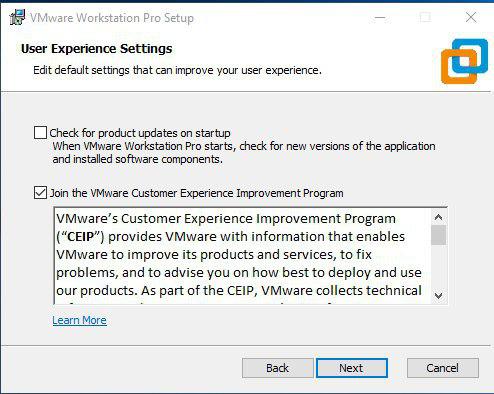 VMware Workstation Pro Setup
User Experience Settings
Edit default settings that can improve your user experience.
Check for product updates on startup
When VMware Workstation Pro starts, check for new versions of the application
and installed software components.
Join the VMware Customer Experience Improvement Program
VMware's Customer Experience Improvement Program
("CEIP") provides VMware with information that enables
VMware to improve its products and services, to fix
problems, and to advise you on how best to deploy and use
our products. As part of the CEIP, VMware collects technical
Learn More
Back
Next
Cancel